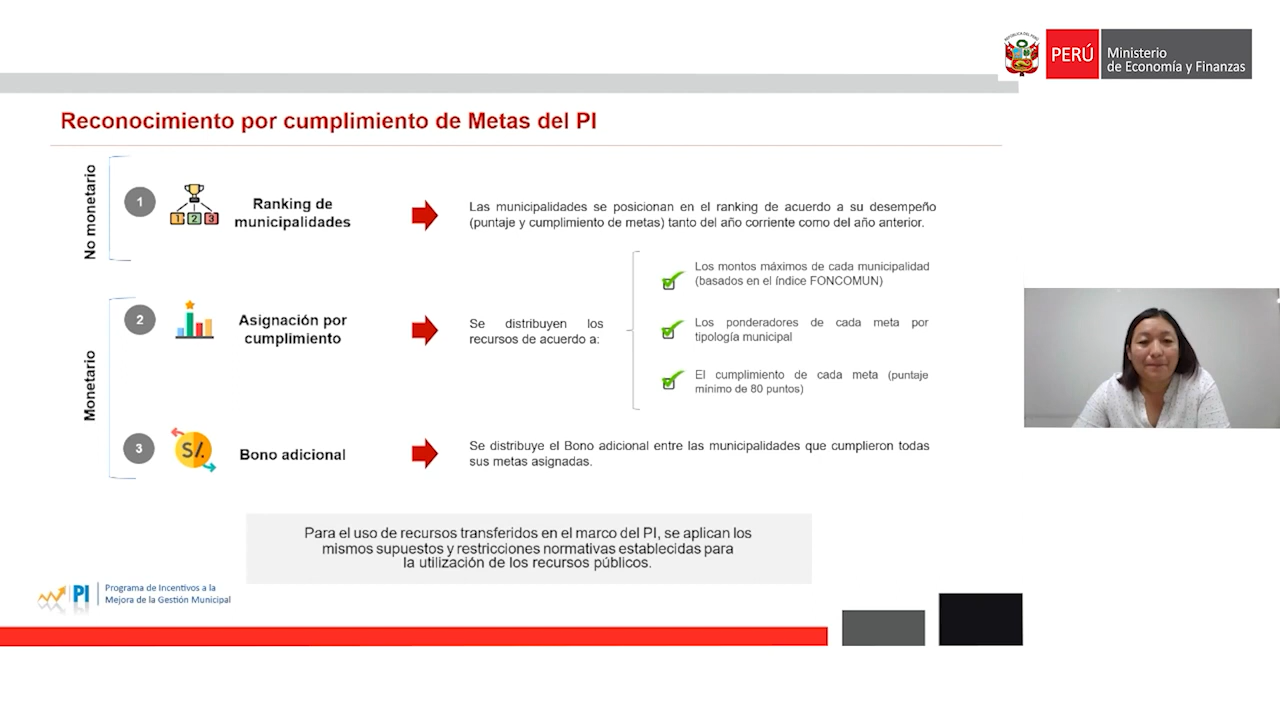 PERÚ
Ministerio
de Economía y Finanzas
Reconocimiento por cumplimiento de Metas del PI
No monetario
1
1 2 3
Ranking de
municipalidades
Las municipalidades se posicionan en el ranking de acuerdo a su desempeño
(puntaje y cumplimiento de metas) tanto del año corriente como del año anterior.
Monetario
2
Asignación por
cumplimiento
Se distribuyen los
recursos de acuerdo a:
Los montos máximos de cada municipalidad
(basados en el índice FONCOMUN)
Los ponderadores de cada meta por
tipología municipal
El cumplimiento de cada meta (puntaje
mínimo de 80 puntos)
3
S/.
Bono adicional
Se distribuye el Bono adicional entre las municipalidades que cumplieron todas
sus metas asignadas.
Para el uso de recursos transferidos en el marco del PI, se aplican los
mismos supuestos y restricciones normativas establecidas para
la utilización de los recursos públicos.
PI
Programa de Incentivos a la
Mejora de la Gestión Municipal